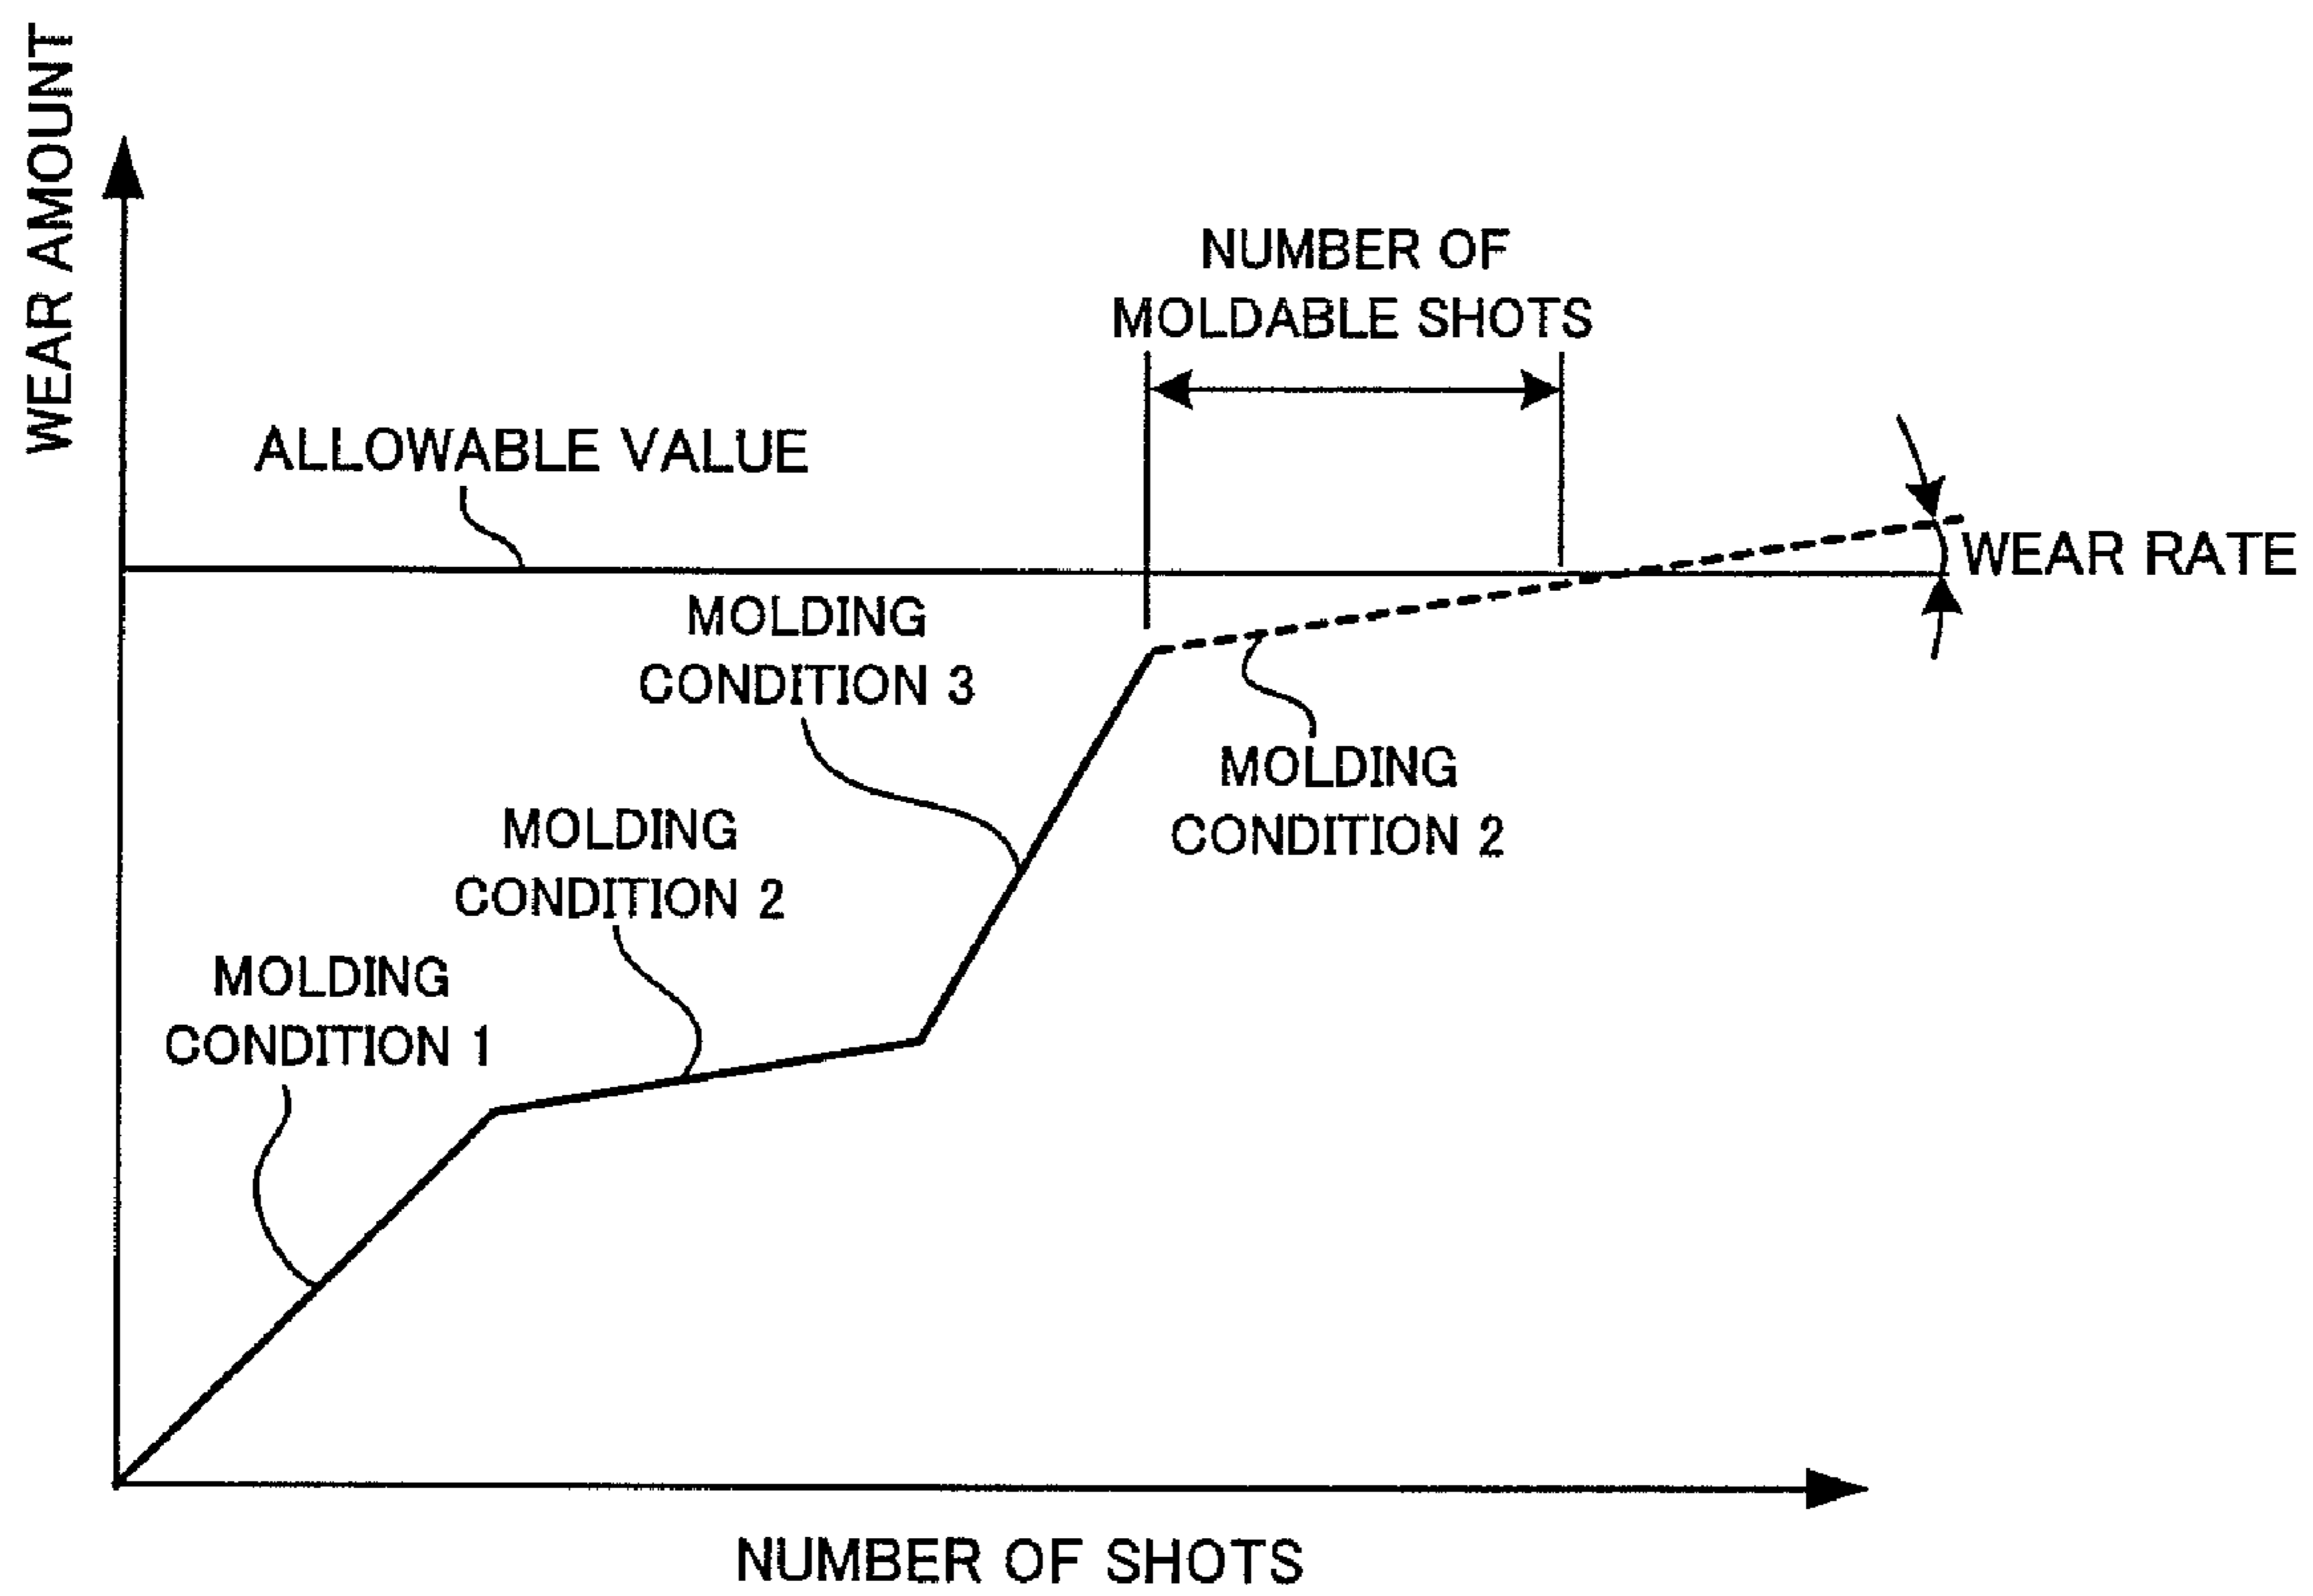 WEAR AMOUNT
NUMBER OF
MOLDABLE SHOTS
ALLOWABLE VALUE
WEAR RATE
MOLDING
CONDITION 3
MOLDING
CONDITION 2
MOLDING
CONDITION 2
MOLDING
CONDITION 1
NUMBER OF SHOTS